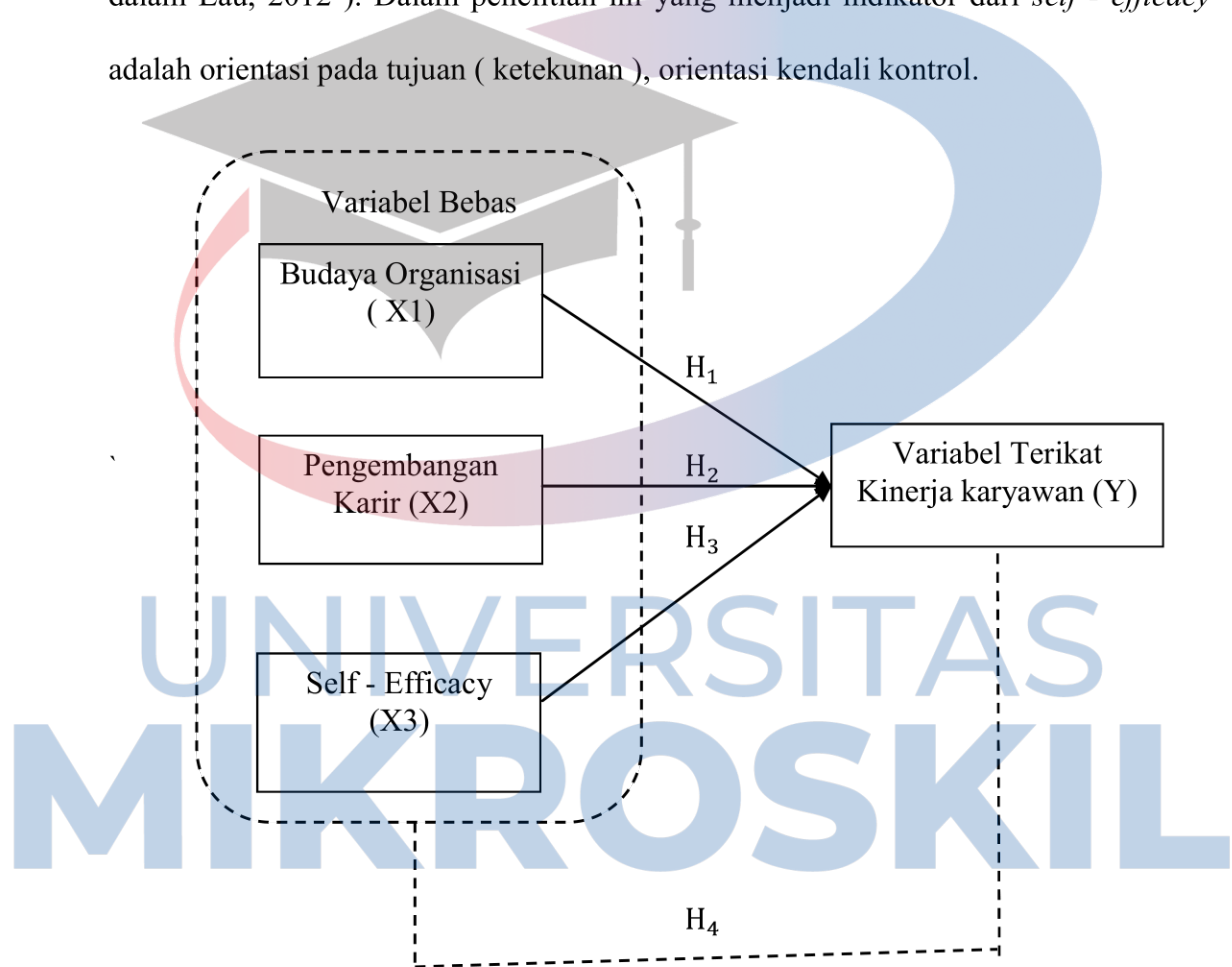 dalam Lau, 2012 ). Dalam penelitian ini yang menjadi indikator dari self - efficacy
adalah orientasi pada tujuan ( ketekunan ), orientasi kendali kontrol.
Variabel Bebas
Budaya Organisasi
( X1)
H₁
Pengembangan
Karir (X2)
H₂
Variabel Terikat
Kinerja karyawan (Y)
`
H₃
Self - Efficacy
(X3)
H₄
UNIVERSITAS
MIKROSKIL